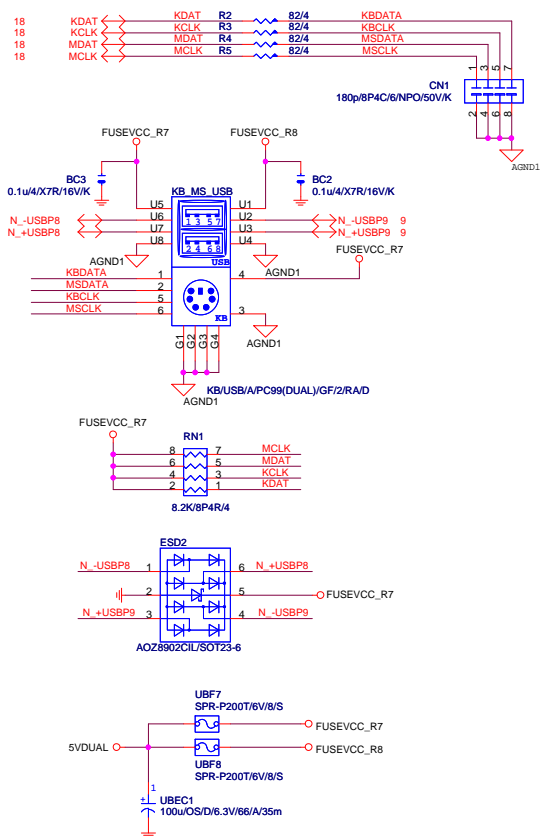 18 KDAT KDAT R2 82/4 KBDATA
18 KCLK KCLK R3 82/4 KBCLK
18 MDAT MDAT R4 82/4 MSDATA
18 MCLK MCLK R5 82/4 MSCLK
1 3 5 7
CN1
180p/8P4C/6/NPO/50V/K
2 4 6 8
AGND1
FUSEVCC_R7 FUSEVCC_R8
BC3 BC2
0.1u/4/X7R/16V/K KB_MS_USB 0.1u/4/X7R/16V/K
U5 U1
N_-USBP8 U6 1 3 5 7 U2 N_-USBP9 9
N_+USBP8 U7 U3 N_+USBP9 9
U8 2 4 6 8 U4 FUSEVCC_R7
AGND1 USB AGND1
KBDATA 1 4
MSDATA 2
KBCLK 5
MSCLK 6 KB 3
AGND1
G1 G2 G3 G4
KB/USB/A/PC99(DUAL)/GF/2/RA/D
AGND1
FUSEVCC_R7
RN1
8 7 MCLK
6 5 MDAT
4 3 KCLK
2 1 KDAT
8.2K/8P4R/4
ESD2
N_-USBP8 1 6 N_+USBP8
2 5 FUSEVCC_R7
N_+USBP9 3 4 N_-USBP9
AOZ8902CIL/SOT23-6
UBF7
SPR-P200T/6V/8/S
FUSEVCC_R7
5VDUAL FUSEVCC_R8
UBF8
SPR-P200T/6V/8/S
1
+ UBEC1
100u/OS/D/6.3V/66/A/35m